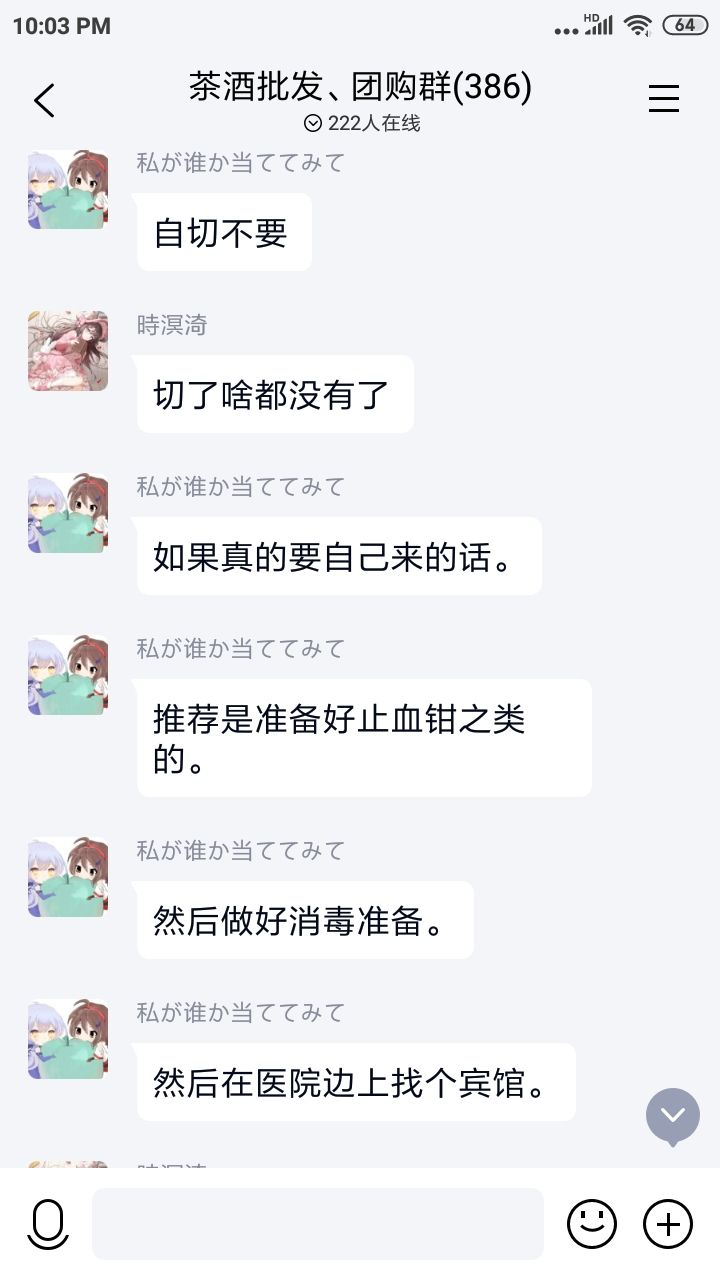 10:03 PM
HD
64
茶酒批发、团购群(386)
222人在线
私が谁か当ててみて
自切不要
時溟渏
切了啥都没有了
私が谁か当ててみて
如果真的要自己来的话。
私が谁か当ててみて
推荐是准备好止血钳之类
的。
私が谁か当ててみて
然后做好消毒准备。
私が谁か当ててみて
然后在医院边上找个宾馆。